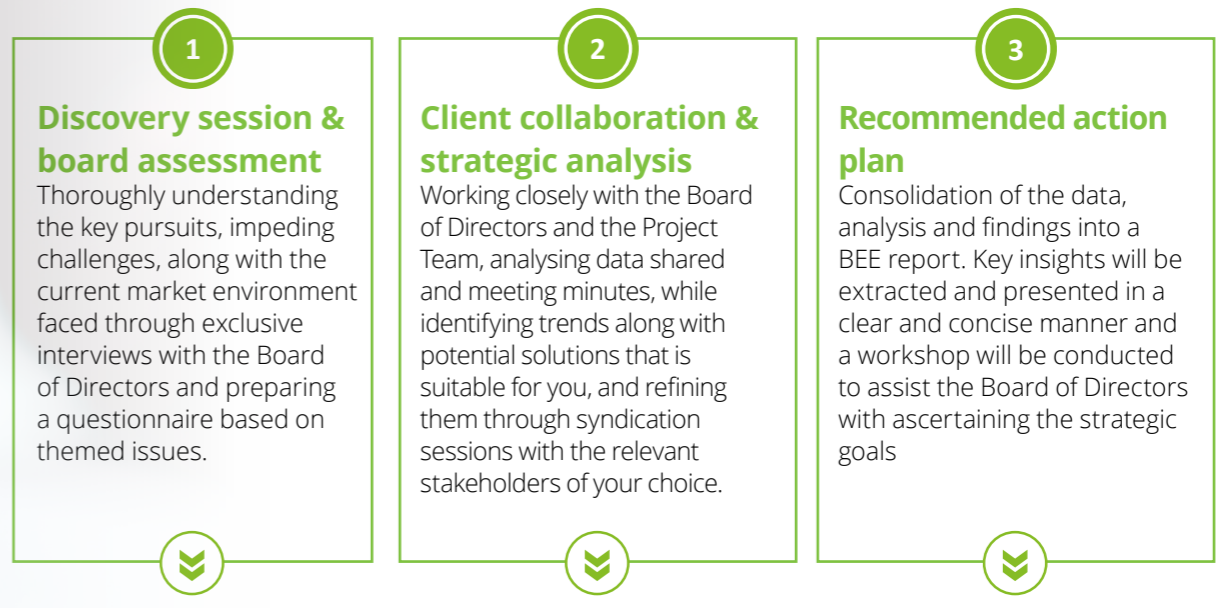 1
Discovery session &
board assessment
Thoroughly understanding
the key pursuits, impeding
challenges, along with the
current market environment
faced through exclusive
interviews with the Board
of Directors and preparing
a questionnaire based on
themed issues.
2
Client collaboration &
strategic analysis
Working closely with the Board
of Directors and the Project
Team, analysing data shared
and meeting minutes, while
identifying trends along with
potential solutions that is
suitable for you, and refining
them through syndication
sessions with the relevant
stakeholders of your choice.
3
Recommended action
plan
Consolidation of the data,
analysis and findings into a
BEE report. Key insights will be
extracted and presented in a
clear and concise manner and
a workshop will be conducted
to assist the Board of Directors
with ascertaining the strategic
goals